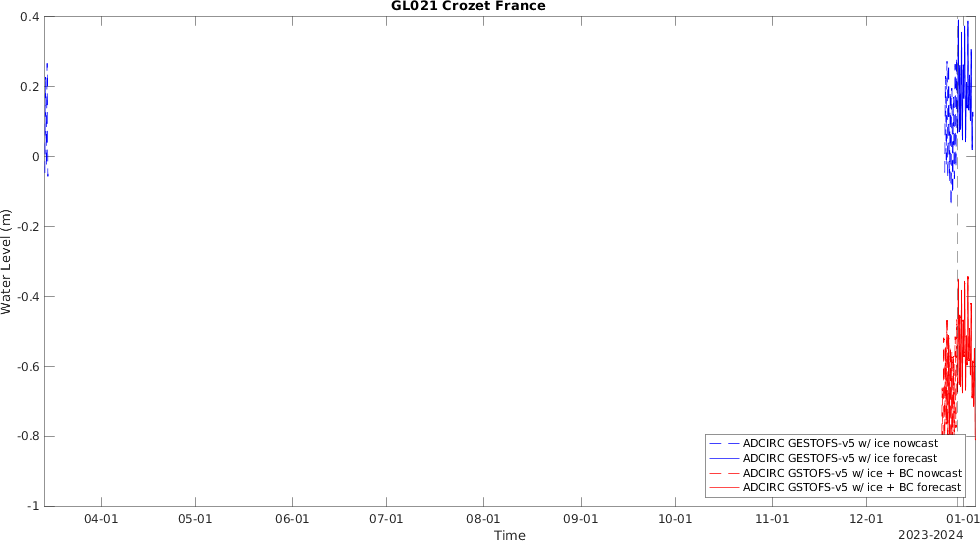 GL021 Crozet France
0.4
0.2
0
-0.2
-0.4
-0.6
-0.8
-1
Water Level (m)
ADCIRC GESTOFS-v5 w/ ice nowcast
ADCIRC GESTOFS-v5 w/ ice forecast
ADCIRC GSTOFS-v5 w/ ice + BC nowcast
ADCIRC GSTOFS-v5 w/ ice + BC forecast
04-01 05-01 06-01 07-01 08-01 09-01 10-01 11-01 12-01 01-01
Time
2023-2024